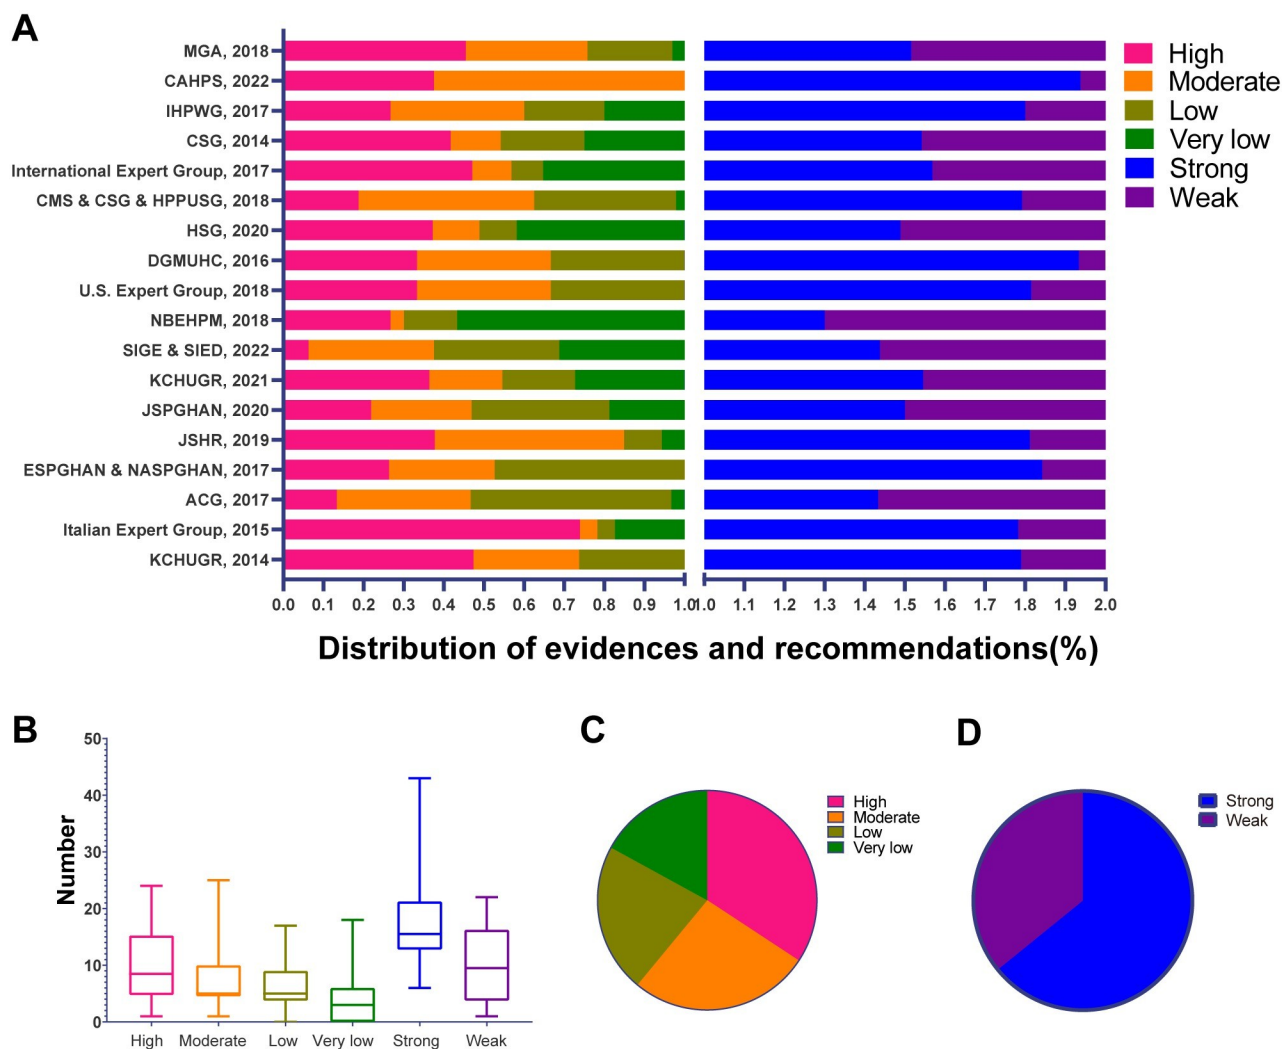 A
MGA, 2018
CAHPS, 2022
IHPWG, 2017
CSG, 2014
International Expert Group, 2017
CMS & CSG & HPPUSG, 2018
HSG, 2020
DGMUHC, 2016
U.S. Expert Group, 2018
NBEHPM, 2018
SIGE & SIED, 2022
KCHUGR, 2021
JSPGHAN, 2020
JSHR, 2019
ESPGHAN & NASPGHAN, 2017
ACG, 2017
Italian Expert Group, 2015
KCHUGR, 2014
High
Moderate
Low
Very low
Strong
Weak
0.0 0.1 0.2 0.3 0.4 0.5 0.6 0.7 0.8 0.9 1.0 1.0 1.1 1.2 1.3 1.4 1.5 1.6 1.7 1.8 1.9 2.0
Distribution of evidences and recommendations(%)
B
Number
50
40
30
20
10
0
High Moderate Low Very low Strong Weak
C
High
Moderate
Low
Very low
D
Strong
Weak